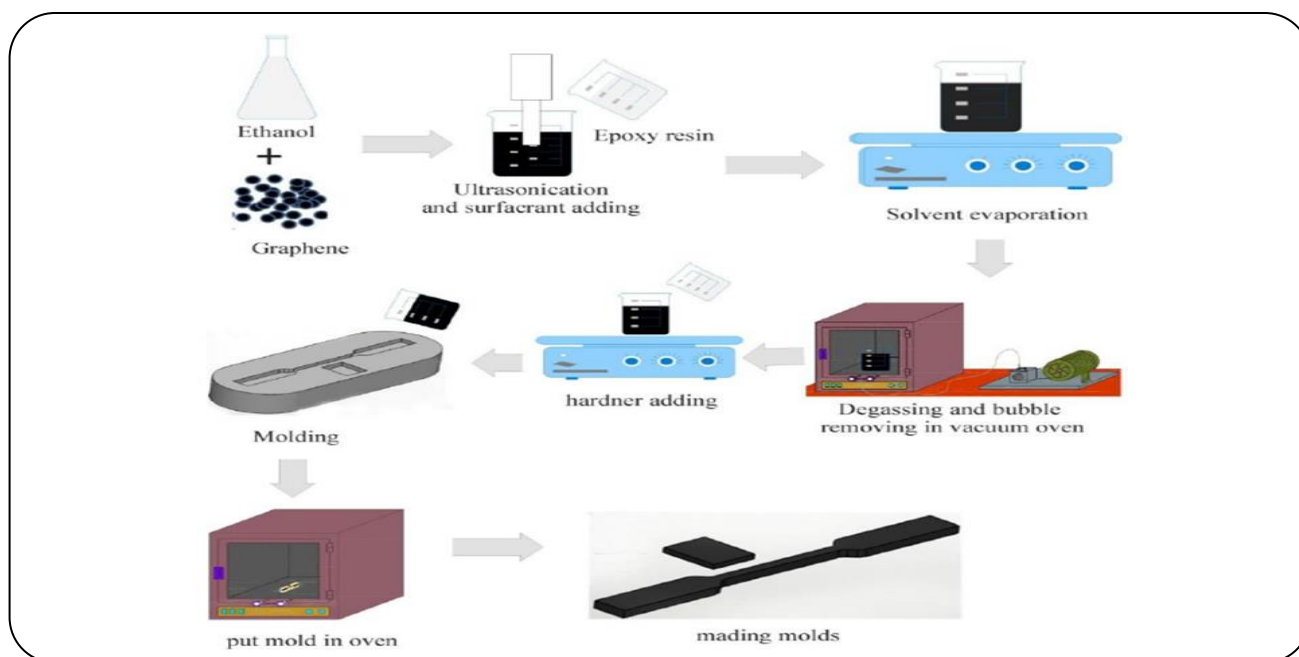 Ethanol
+
Graphene
Epoxy resin
Ultrasonication
and surfacrant adding
Solvent evaporation
Degassing and bubble
removing in vacuum oven
hardner adding
Molding
put mold in oven
mading molds